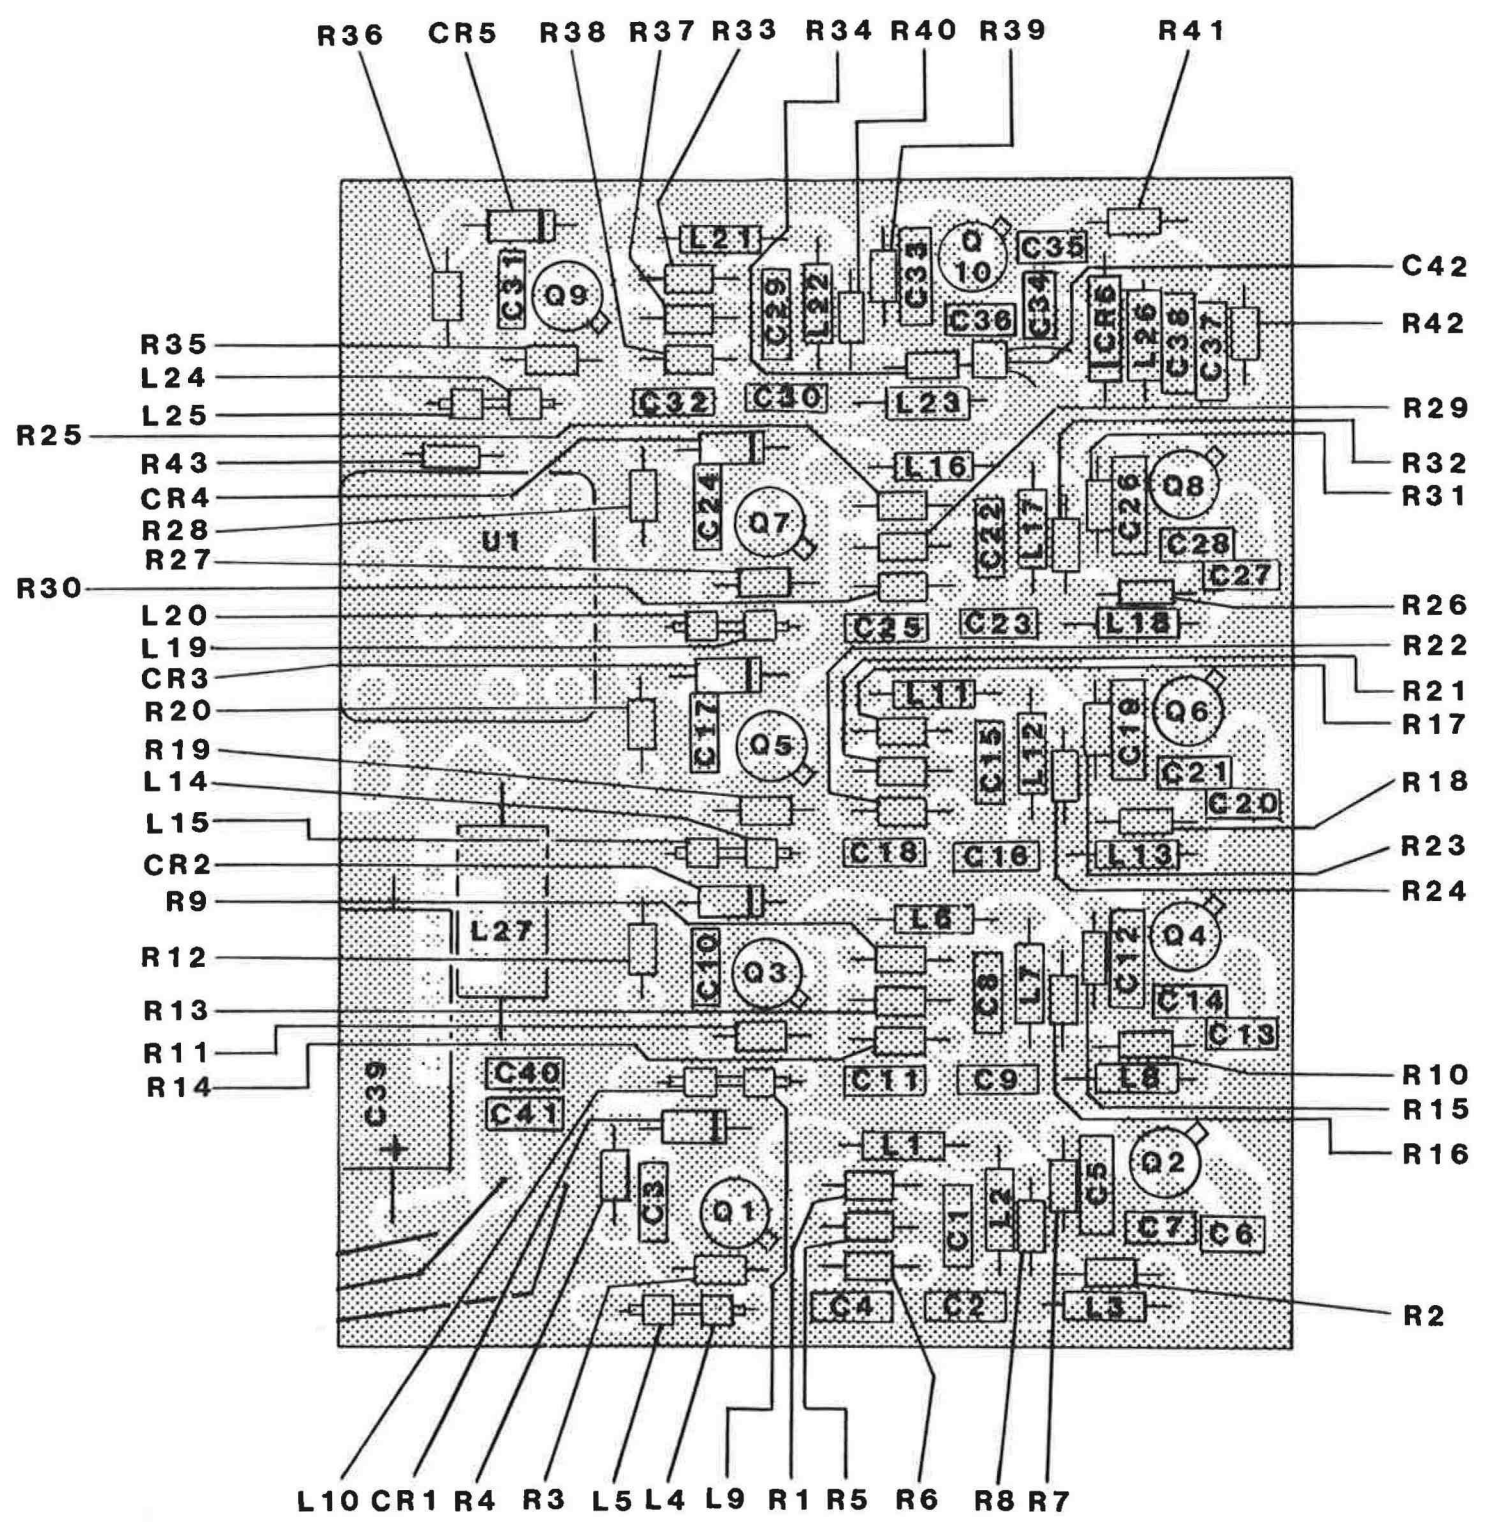 R36 CR5 R38 R37 R33 R34 R40 R39 R41
L21 C33 Q 10 C35
C42
C31 Q9 C29 L22 C36 C34 CR6 L26 C38 C37 R42
R35
L24
C32 C30 L23
L25 R29
R25
R43 L16 R32
CR4 C24 Q7 C22 L17 C26 Q8 R31
R28 U1 C28
R27 C27
R30
R26
L20 C25 C23 L18
L19 R22
CR3
R20 C17 Q5 L11 C15 L12 C19 Q6 R21
R17
R19
L14 C21 R18
C20
L15 C18 C16 L13
R23
CR2
R24
R9 L6
L27 Q4
R12 C10 Q3 C8 L7 C12
C14
R13 C13
R11
R14 C40 C11 C9 L8 R10
C39 C41 R15
L1 R16
C3 Q1 C1 L2 C5 Q2
C7 C6
C4 C2 L3 R2
L10 CR1 R4 R3 L5 L4 L9 R1 R5 R6 R8 R7